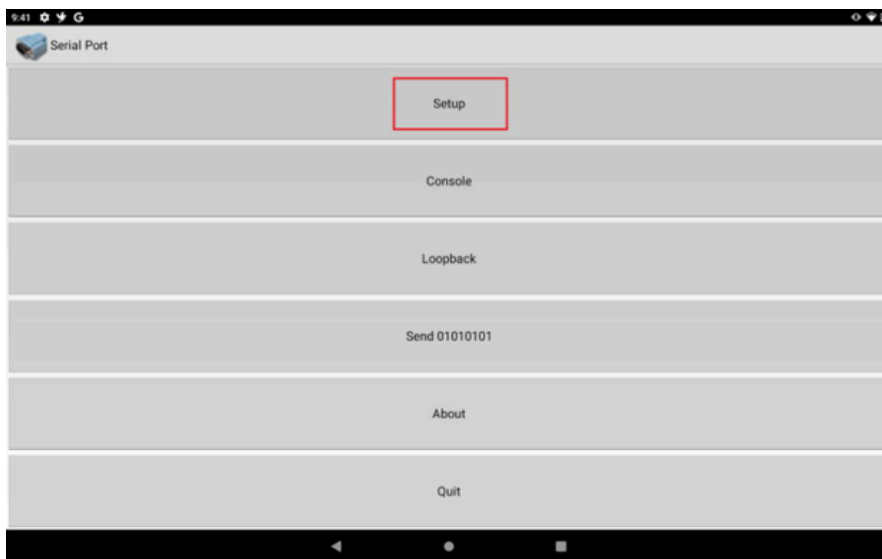 9:41 G
Serial Port
Setup
Console
Loopback
Send 01010101
About
Quit